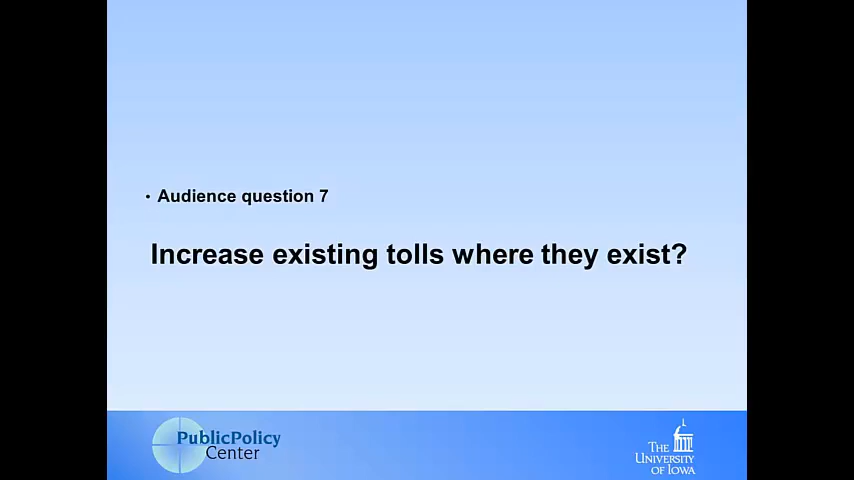 • Audience question 7
Increase existing tolls where they exist?
PublicPolicy
Center
THE
UNIVERSITY
OF IOWA